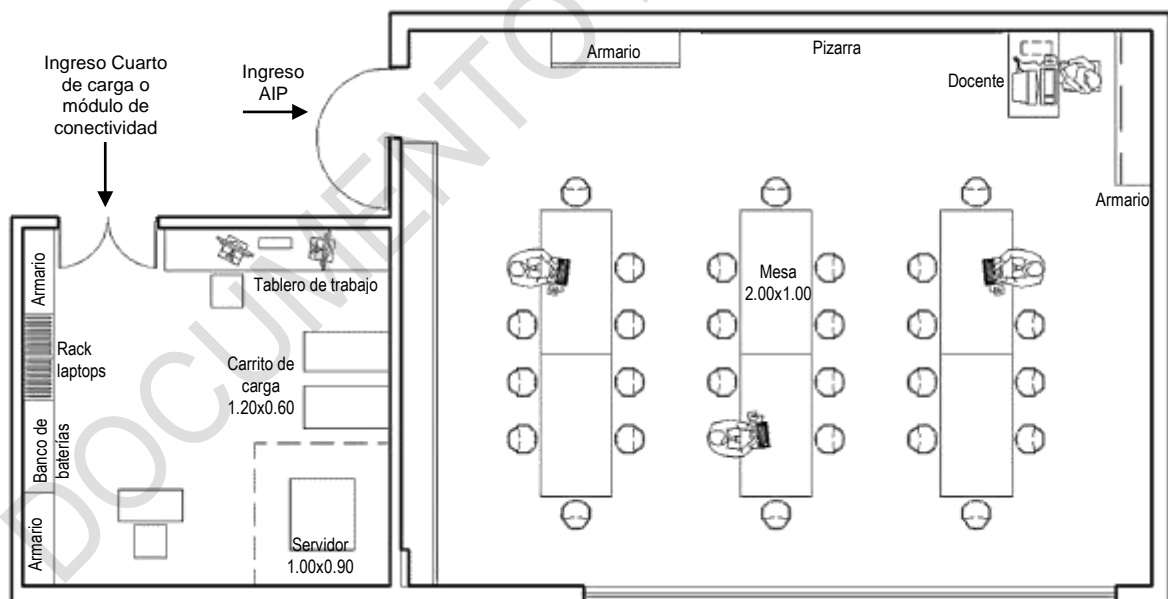 DOCUMENTO
Ingreso Cuarto
de carga o
módulo de
conectividad
Ingreso
AIP
Armario
Pizarra
Docente
Armario
Armario
Tablero de trabajo
Rack
laptops
Carrito de
carga
1.20x0.60
Banco de
baterías
Armario
Servidor
1.00x0.90
Mesa
2.00x1.00